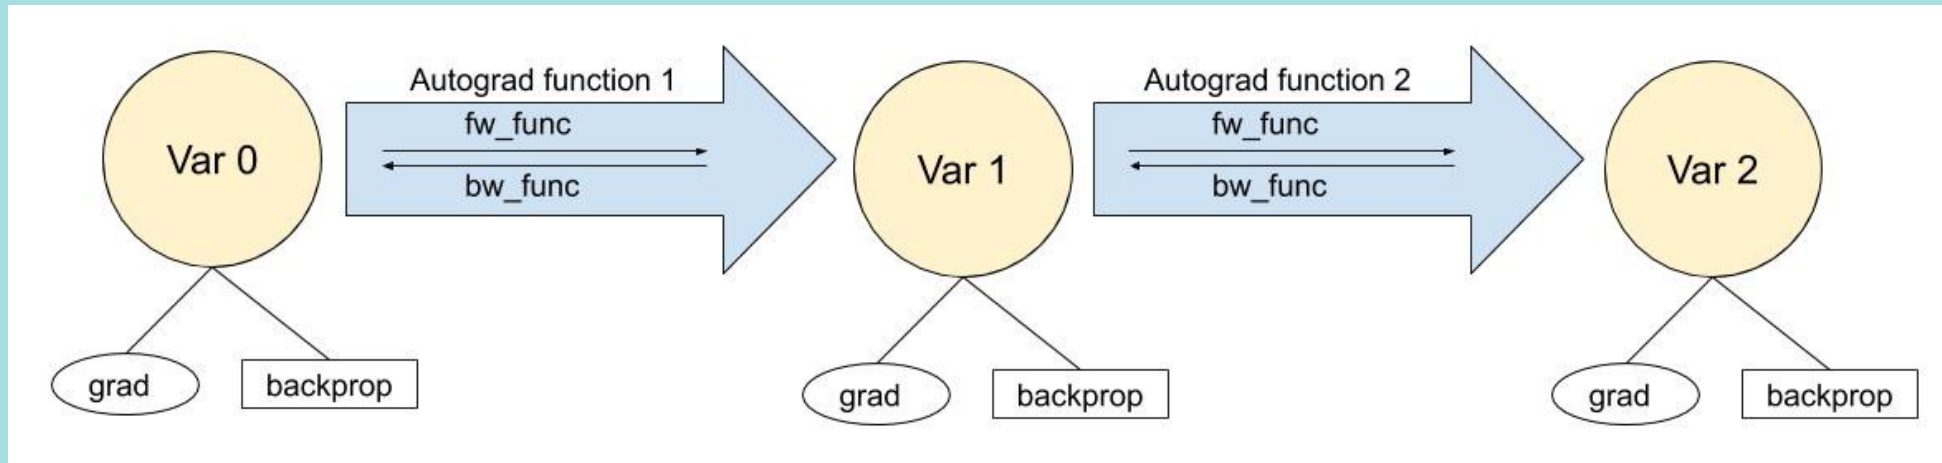 Autograd function 1
Autograd function 2
fw_func
fw_func
Var 0
Var 1
Var 2
bw_func
bw_func
grad
backprop
grad
backprop
grad
backprop